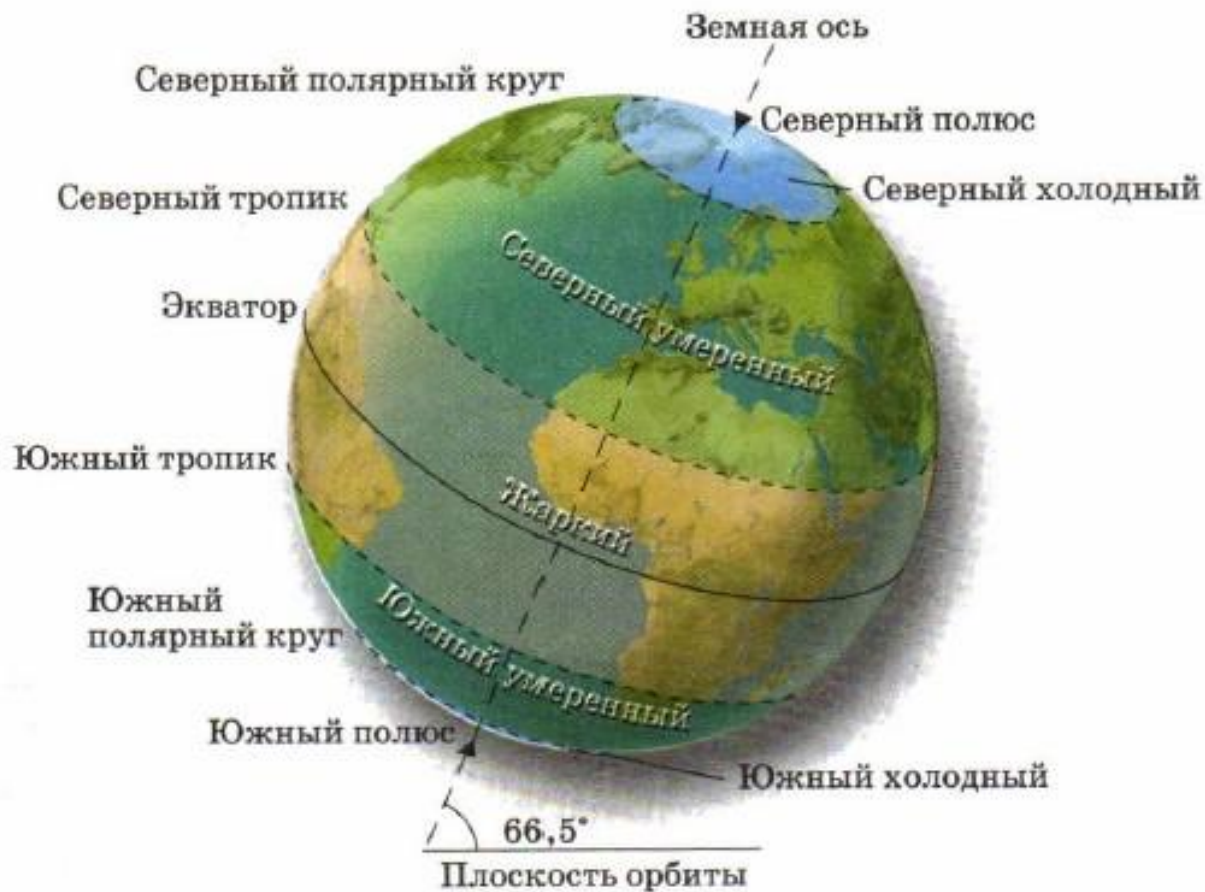 Земная ось
Северный полярный круг
Северный полюс
Северный тропик
Северный холодный
Северный умеренный
Экватор
Южный тропик
Жаркий
Южный
полярный круг
Южный умеренный
Южный полюс
Южный холодный
66,5°
Плоскость орбиты